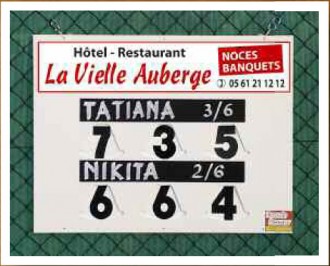 Hôtel - Restaurant
La Vielle Auberge
NOCES
BANQUETS
05 61 21 12 12
TATIANA 3/6
7 3 5
NIKITA 2/6
6 6 4